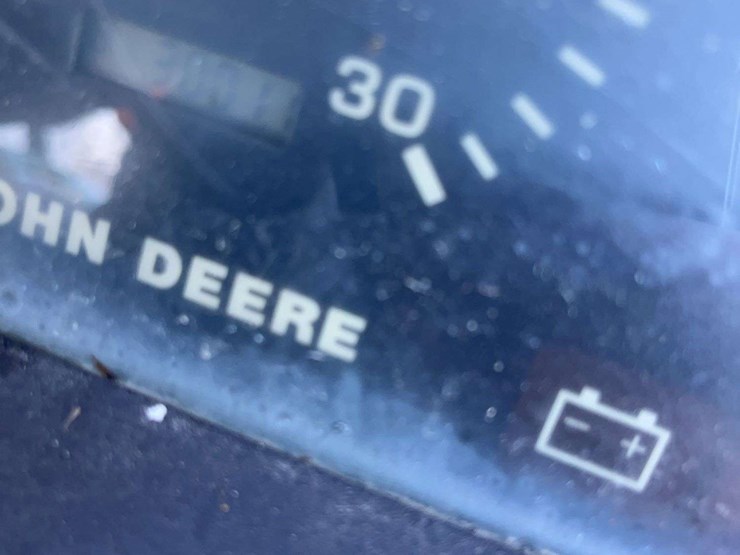 30
OHN DEERE
- +